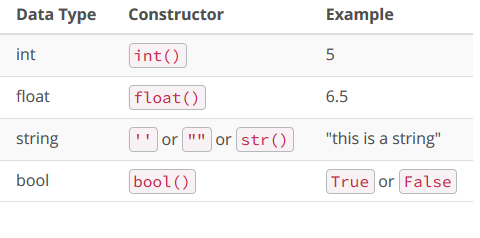 Data Type Constructor Example
int int() 5
float float() 6.5
string '' or "" or str() "this is a string"
bool bool() True or False